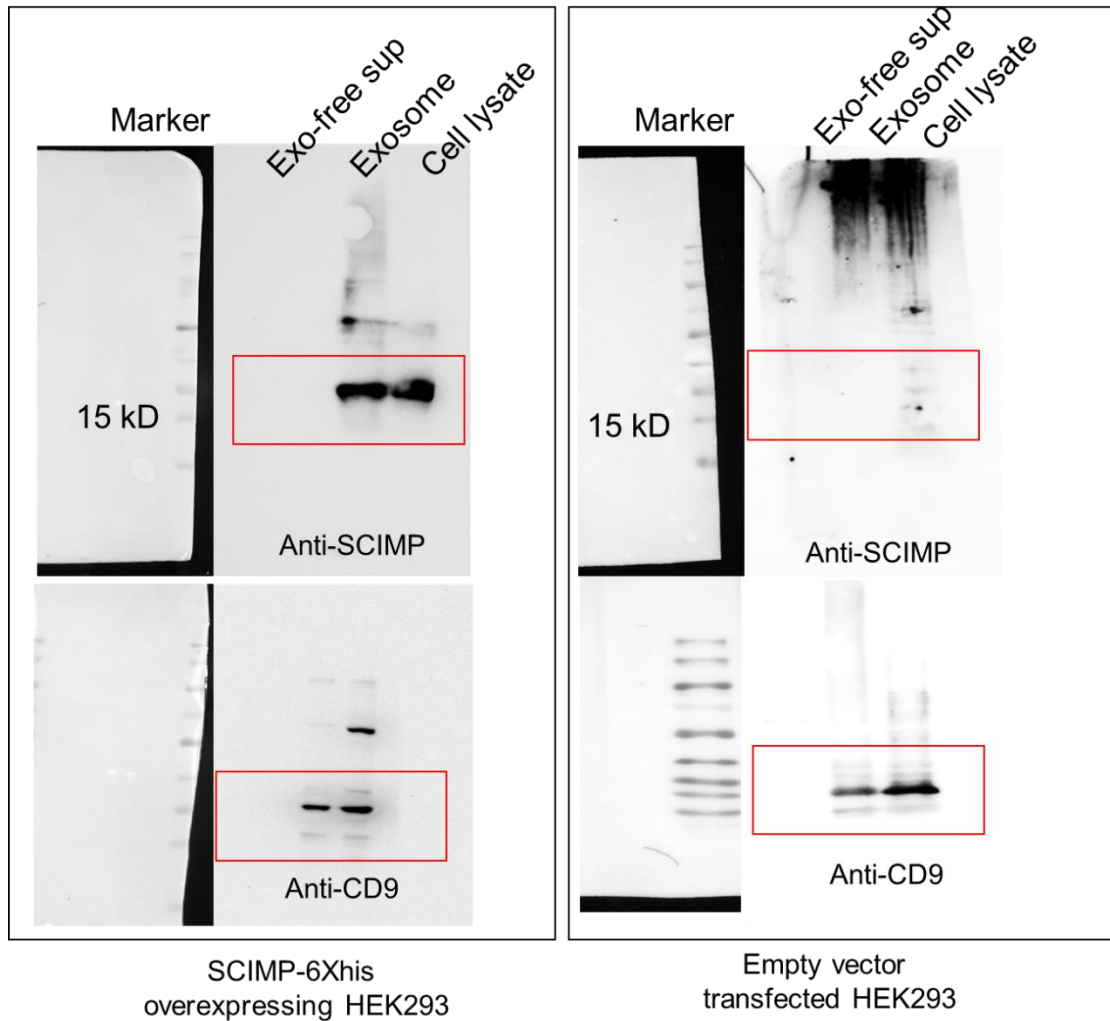 Marker
Exo-free sup
Exosome
Cell lysate
15 kD
Anti-SCIMP
Anti-CD9
SCIMP-6Xhis
overexpressing HEK293
Marker
Exo-free sup
Exosome
Cell lysate
15 kD
Anti-SCIMP
Anti-CD9
Empty vector
transfected HEK293